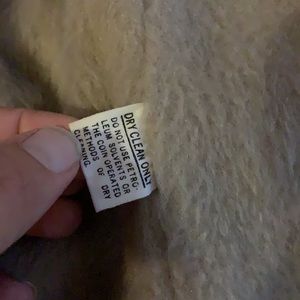 DRY CLEAN ONLY
DO NOT USE PETRO-
LEUM SOLVENTS OR
THE COIN OPERATED
METHODS OF DRY
CLEANING.